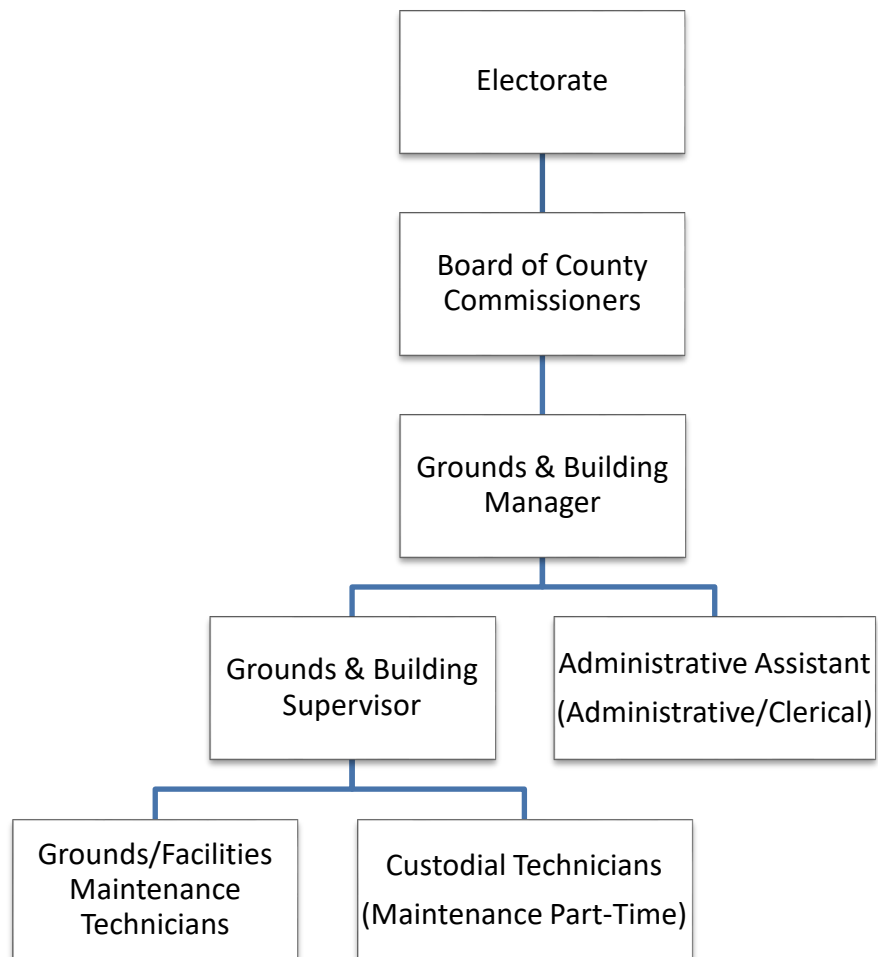 Electorate
Board of County
Commissioners
Grounds & Building
Manager
Grounds & Building
Supervisor
Administrative Assistant
(Administrative/Clerical)
Grounds/Facilities
Maintenance
Technicians
Custodial Technicians
(Maintenance Part-Time)